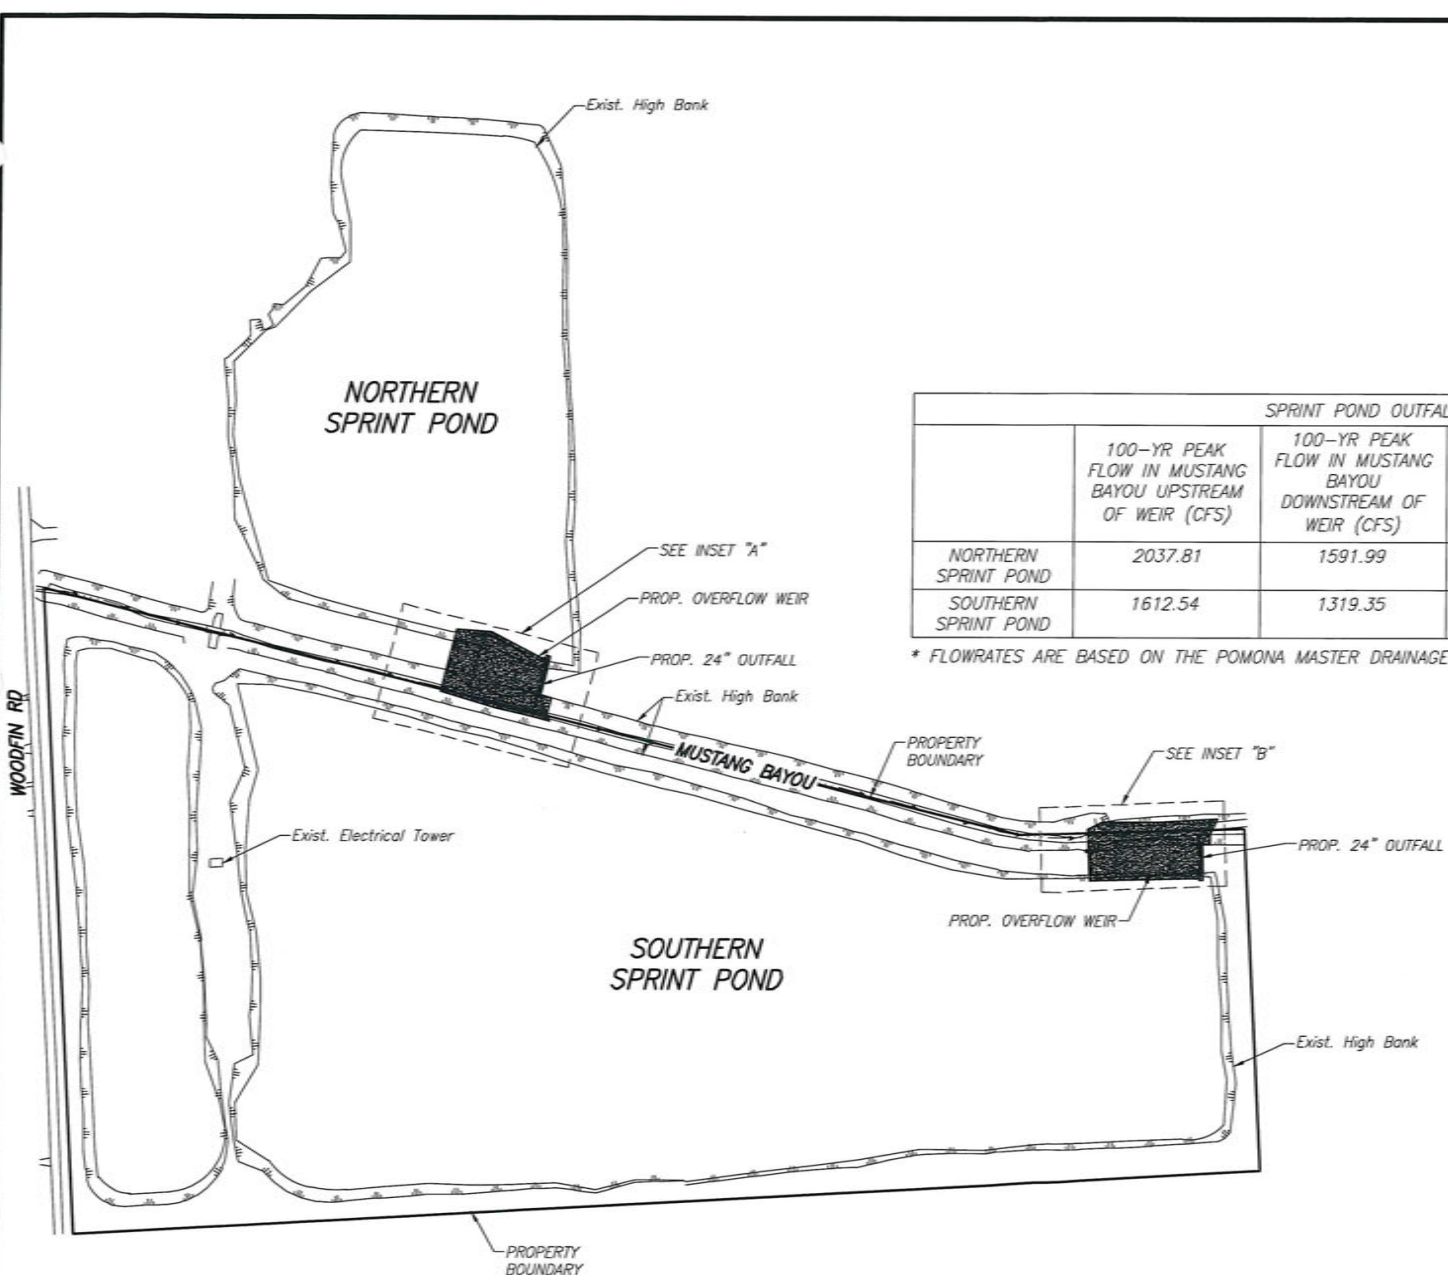 Exist. High Bank
NORTHERN
SPRINT POND
SPRINT POND OUTFAL
100-YR PEAK
FLOW IN MUSTANG
BAYOU UPSTREAM
OF WEIR (CFS)
100-YR PEAK
FLOW IN MUSTANG
BAYOU
DOWNSTREAM OF
WEIR (CFS)
NORTHERN
SPRINT POND
2037.81
1591.99
SOUTHERN
SPRINT POND
1612.54
1319.35
* FLOWRATES ARE BASED ON THE POMONA MASTER DRAINAGE
SEE INSET "A"
PROP. OVERFLOW WEIR
PROP. 24" OUTFALL
Exist. High Bank
WOODFIN RD
MUSTANG BAYOU
PROPERTY
BOUNDARY
SEE INSET "B"
Exist. Electrical Tower
PROP. 24" OUTFALL
PROP. OVERFLOW WEIR
SOUTHERN
SPRINT POND
Exist. High Bank
PROPERTY
BOUNDARY